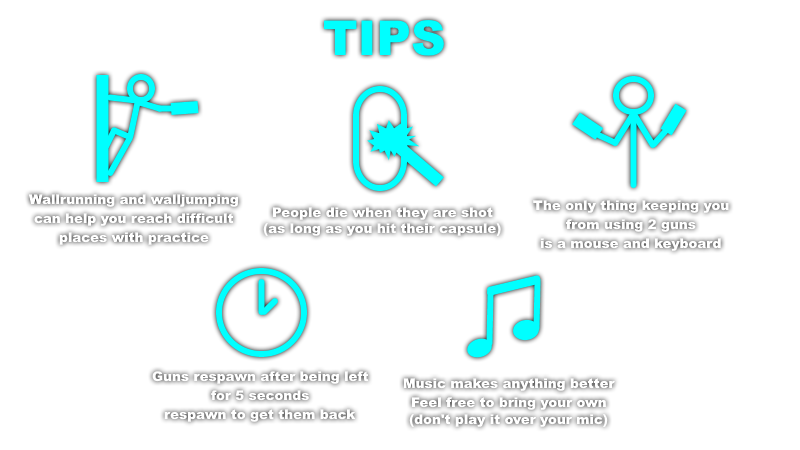 TIPS
Wallrunning and walljumping
can help you reach difficult
places with practice
People die when they are shot
(as long as you hit their capsule)
The only thing keeping you
from using 2 guns
is a mouse and keyboard
Guns respawn after being left
for 5 seconds
respawn to get them back
Music makes anything better
Feel free to bring your own
(don't play it over your mic)